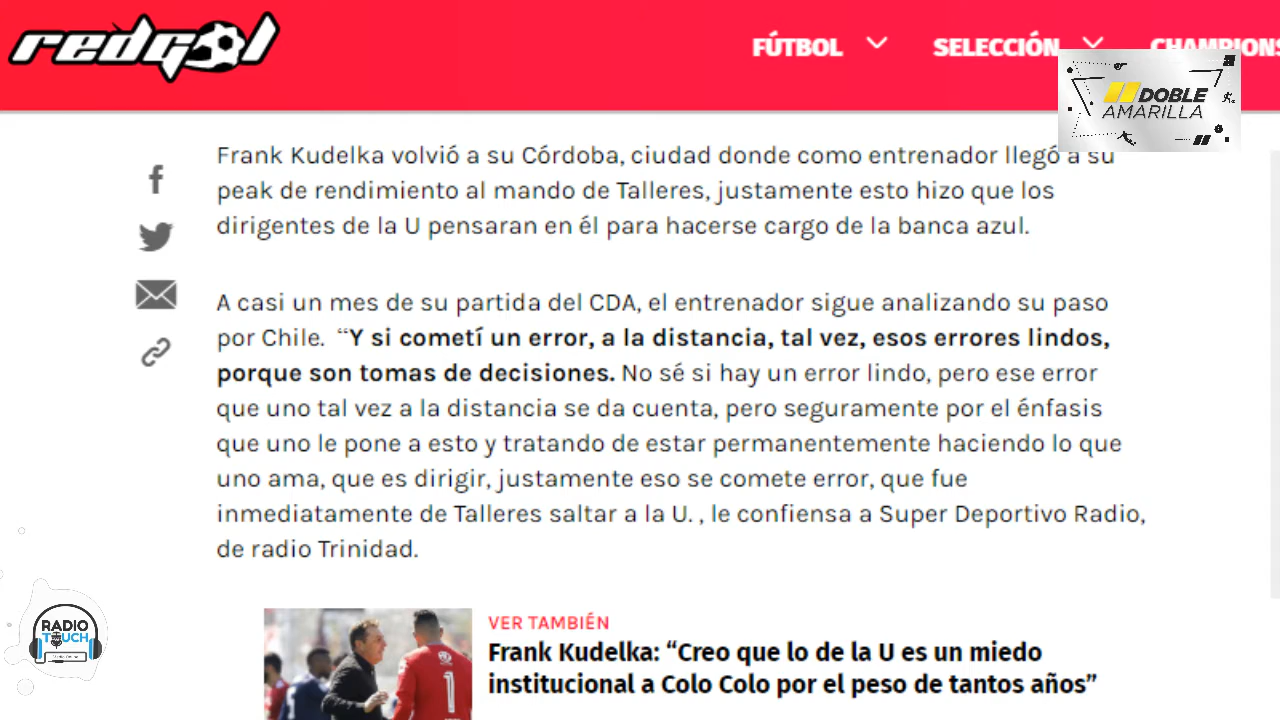 redgol
FÚTBOL SELECCIÓN CHAMPIONS
DOBLE
AMARILLA
Frank Kudelka volvió a su Córdoba, ciudad donde como entrenador llegó a su
peak de rendimiento al mando de Talleres, justamente esto hizo que los
dirigentes de la U pensaran en él para hacerse cargo de la banca azul.
A casi un mes de su partida del CDA, el entrenador sigue analizando su paso
por Chile. “Y si cometí un error, a la distancia, tal vez, esos errores lindos,
porque son tomas de decisiones. No sé si hay un error lindo, pero ese error
que uno tal vez a la distancia se da cuenta, pero seguramente por el énfasis
que uno le pone a esto y tratando de estar permanentemente haciendo lo que
uno ama, que es dirigir, justamente eso se comete error, que fue
inmediatamente de Talleres saltar a la U. , le confiensa a Super Deportivo Radio,
de radio Trinidad.
RADIO
TOUCH
VER TAMBIÉN
Frank Kudelka: “Creo que lo de la U es un miedo
institucional a Colo Colo por el peso de tantos años”
1